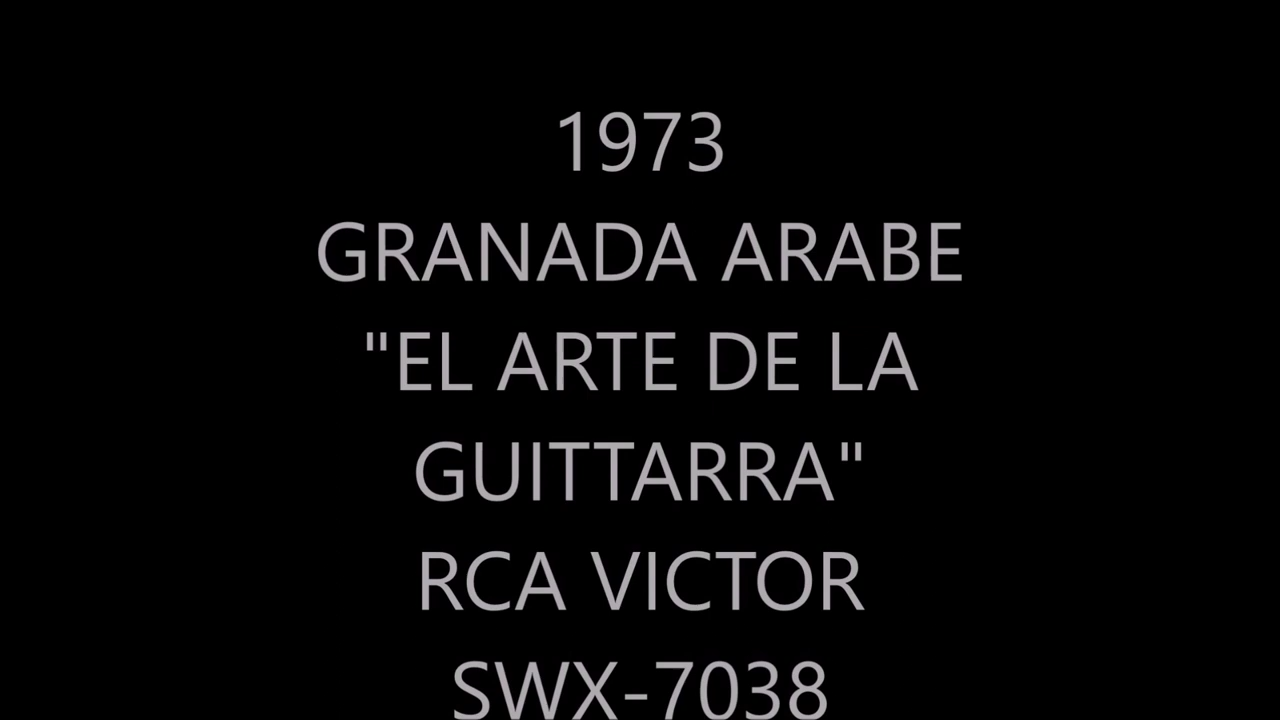 1973
GRANADA ARABE
"EL ARTE DE LA
GUITTARRA"
RCA VICTOR
SWX-7038